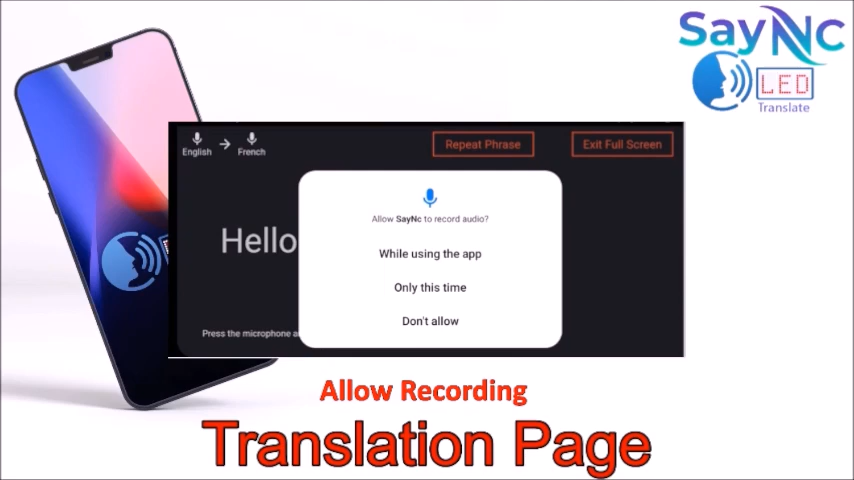 SayNc
LED
Translate
English → French
Repeat Phrase
Exit Full Screen
Allow SayNc to record audio?
Hello
While using the app
Only this time
Don't allow
Press the microphone a
Allow Recording
Translation Page